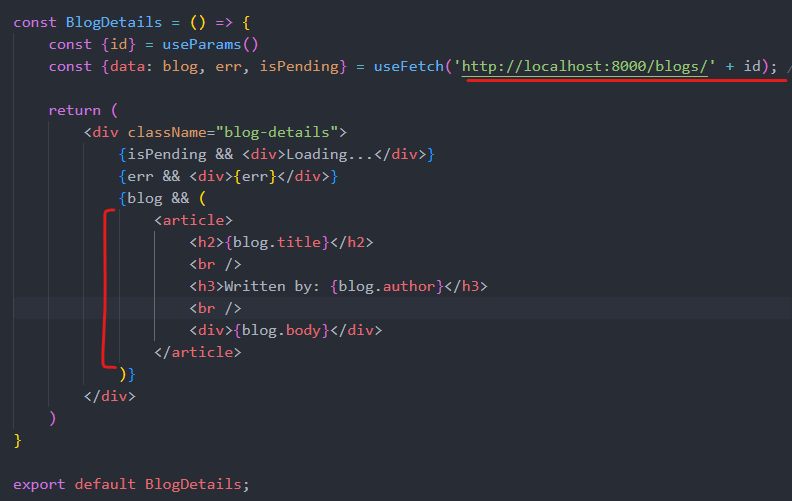 const BlogDetails = () => {
const {id} = useParams()
const {data: blog, err, isPending} = useFetch('http://localhost:8000/blogs/' + id); /
return (
<div className="blog-details">
{isPending && <div>Loading...</div>}
{err && <div>{err}</div>}
{blog && (
<article>
<h2>{blog.title}</h2>
<br />
<h3>Written by: {blog.author}</h3>
<br />
<div>{blog.body}</div>
</article>
)}
</div>
)
}
export default BlogDetails;